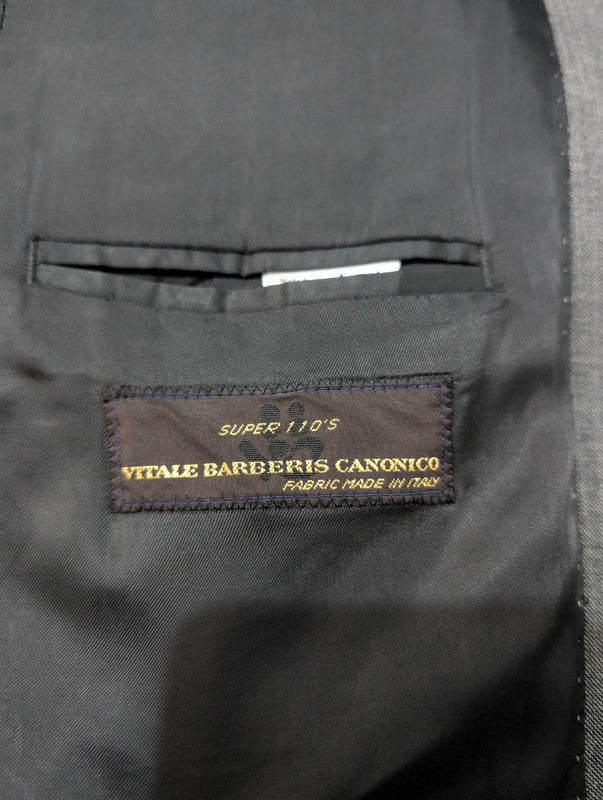 SUPER 110'S
VITALE BARBERIS CANONICO
FABRIC MADE IN ITALY